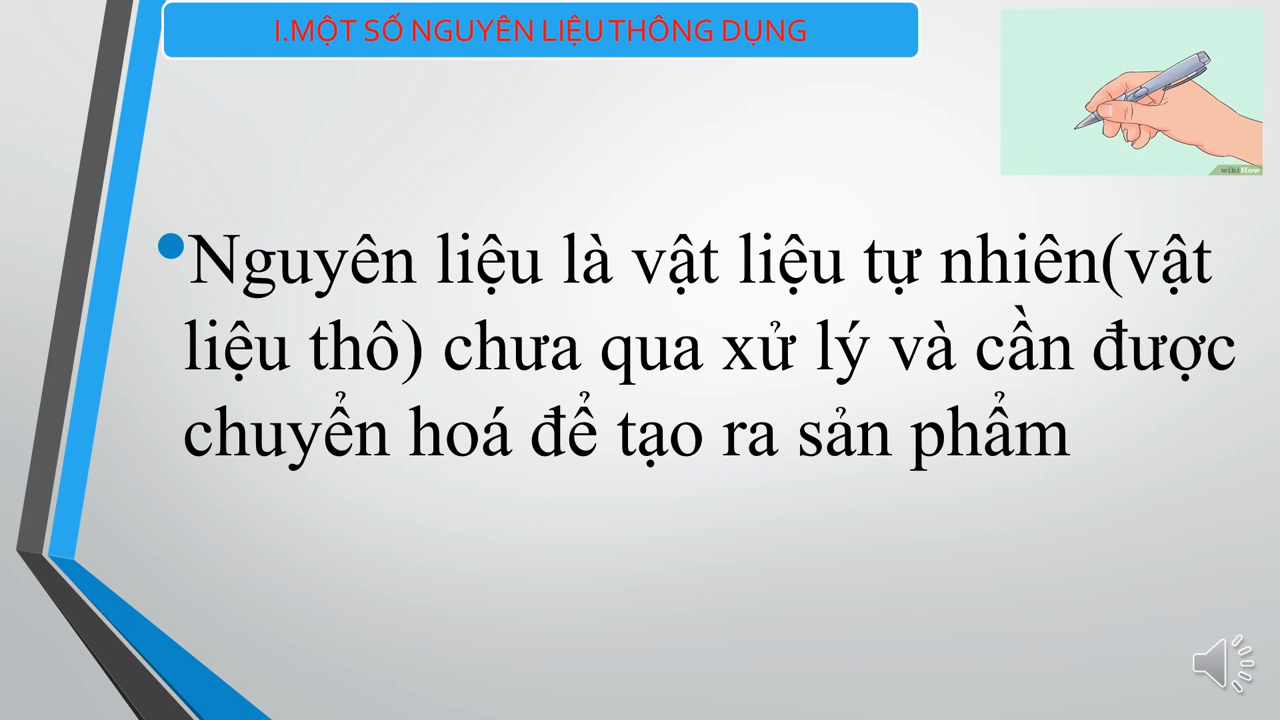 I.MỘT SỐ NGUYÊN LIỆU THÔNG DỤNG
wikiHow
Nguyên liệu là vật liệu tự nhiên(vật
liệu thô) chưa qua xử lý và cần được
chuyển hoá để tạo ra sản phẩm